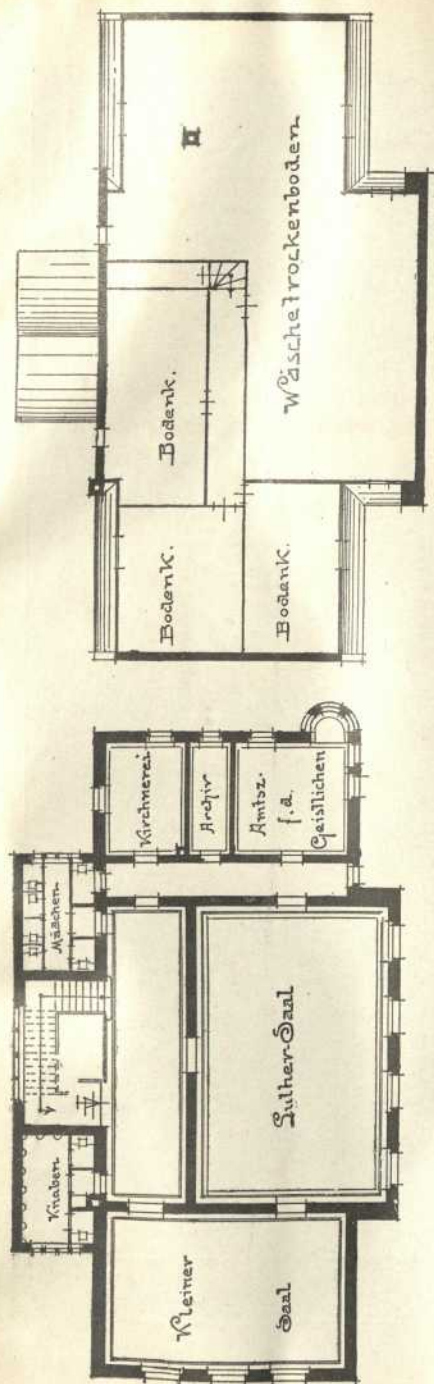 Wäschetrockenboden
Bodenk.
Bodenk.
Bodenk.
Kirchnerei
Archiv
Amtsz.
f. d.
Geistlichen
Mädchen
Knaben
Luther-Saal
Kleiner
Saal